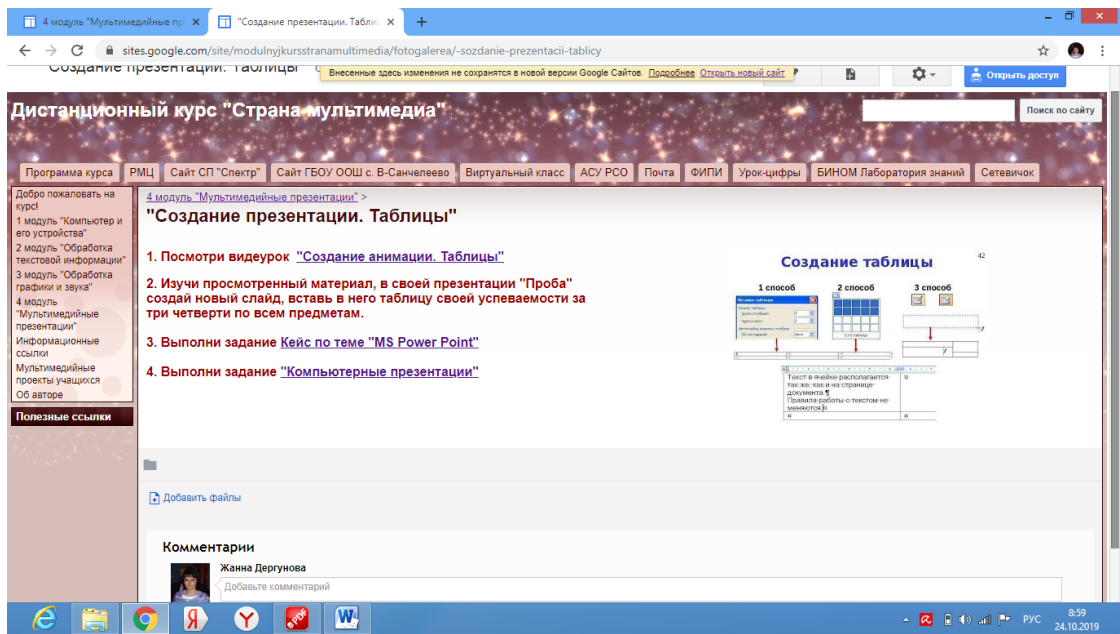 4 модуль "Мультимедийные пр
"Создание презентации. Таблиц
sites.google.com/site/modulnyjkursstranamultimedia/fotogalerea/-sozdanie-prezentacii-tablicy
Создание презентации. Таблицы
Внесенные здесь изменения не сохранятся в новой версии Google Сайтов. Подробнее Открыть новый сайт
Открыть доступ
Дистанционный курс "Страна мультимедиа"
Поиск по сайту
Программа курса
РМЦ
Сайт СП "Спектр"
Сайт ГБОУ ООШ с. В-Санчелеево
Виртуальный класс
АСУ РСО
Почта
ФИПИ
Урок-цифры
БИНОМ Лаборатория знаний
Сетевичок
Добро пожаловать на
курс!
1 модуль "Компьютер и
его устройства"
2 модуль "Обработка
текстовой информации"
3 модуль "Обработка
графики и звука"
4 модуль
"Мультимедийные
презентации"
Информационные
ссылки
Мультимедийные
проекты учащихся
Об авторе
Полезные ссылки
4 модуль "Мультимедийные презентации" >
"Создание презентации. Таблицы"
1. Посмотри видеурок "Создание анимации. Таблицы"
2. Изучи просмотренный материал, в своей презентации "Проба"
создай новый слайд, вставь в него таблицу своей успеваемости за
три четверти по всем предметам.
3. Выполни задание Кейс по теме "MS Power Point"
4. Выполни задание "Компьютерные презентации"
42
Создание таблицы
1 способ
2 способ
3 способ
Текст в ячейке располагается
так же, как и на странице
документа.¶
Правила работы с текстом не
меняются.¤
Добавить файлы
Комментарии
Жанна Дергунова
Добавьте комментарий
РУС
8:59
24.10.2019